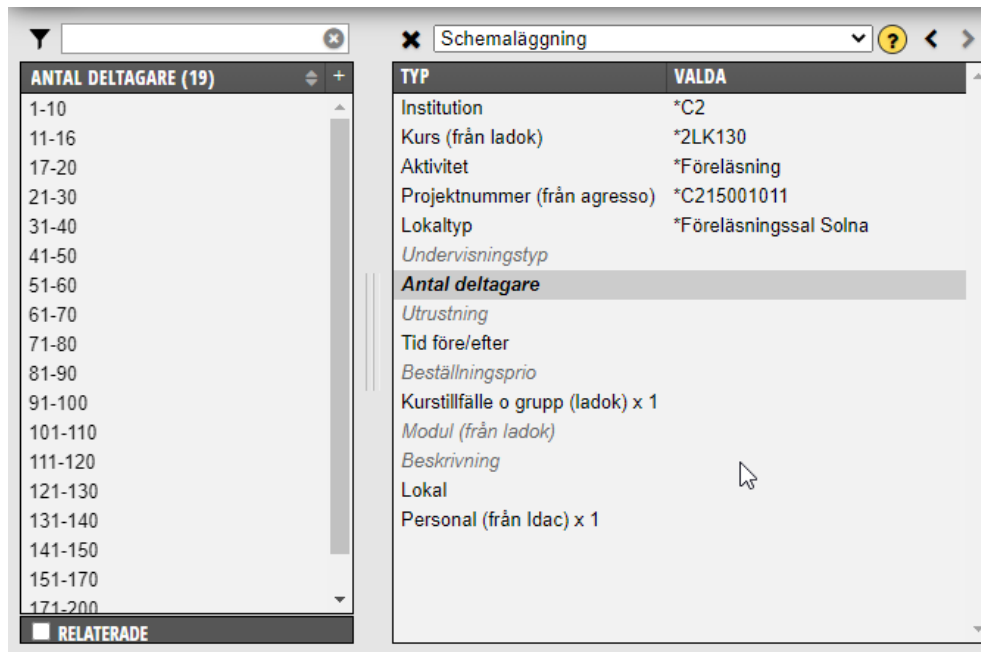 Schemaläggning
?
ANTAL DELTAGARE (19)
+
1-10
11-16
17-20
21-30
31-40
41-50
51-60
61-70
71-80
81-90
91-100
101-110
111-120
121-130
131-140
141-150
151-170
171-200
RELATERADE
TYP VALDA
Institution *C2
Kurs (från ladok) *2LK130
Aktivitet *Föreläsning
Projektnummer (från agresso) *C215001011
Lokaltyp *Föreläsningssal Solna
Undervisningstyp
Antal deltagare
Utrustning
Tid före/efter
Beställningsprio
Kurstillfälle o grupp (ladok) x 1
Modul (från ladok)
Beskrivning
Lokal
Personal (från Idac) x 1